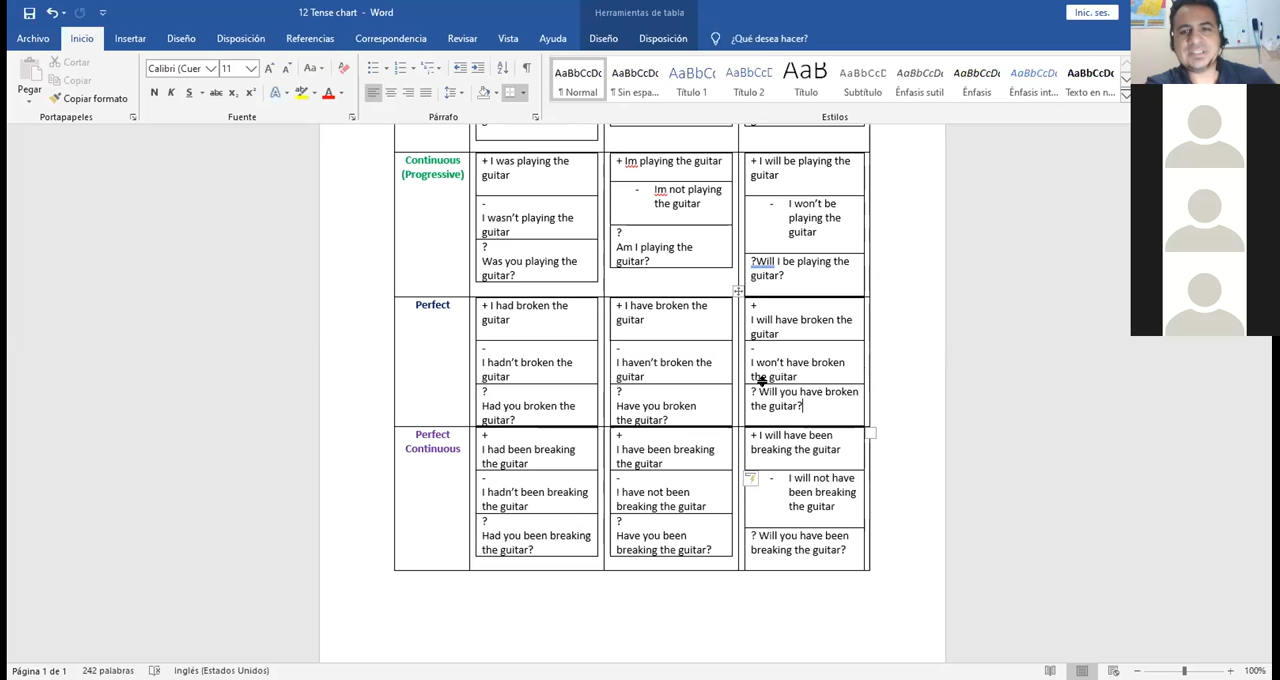 12 Tense chart - Word
Herramientas de tabla
Inic. ses.
Archivo Inicio Insertar Diseño Disposición Referencias Correspondencia Revisar Vista Ayuda Diseño Disposición ¿Qué desea hacer?
Pegar
Cortar
Copiar
Copiar formato
Portapapeles
Calibri (Cuer 11
N K S abc x₂ x²
Fuente
Párrafo
AaBbCcDc AaBbCcDc AaBbCc AaBbCcD AaB AaBbCcD AaBbCcDc AaBbCcDc AaBbCcDc AaBbCcDc
¶ Normal ¶ Sin espa... Título 1 Título 2 Título Subtítulo Énfasis sutil Énfasis Énfasis int... Texto en n...
Estilos
Continuous
(Progressive)
+ I was playing the
guitar
-
I wasn't playing the
guitar
?
Was you playing the
guitar?
+ Im playing the guitar
- Im not playing
the guitar
?
Am I playing the
guitar?
+ I will be playing the
guitar
- I won't be
playing the
guitar
?Will I be playing the
guitar?
Perfect
+ I had broken the
guitar
-
I hadn't broken the
guitar
?
Had you broken the
guitar?
+ I have broken the
guitar
-
I haven't broken the
guitar
?
Have you broken
the guitar?
+
I will have broken the
guitar
-
I won't have broken
the guitar
? Will you have broken
the guitar?
Perfect
Continuous
+
I had been breaking
the guitar
-
I hadn't been breaking
the guitar
?
Had you been breaking
the guitar?
+
I have been breaking
the guitar
-
I have not been
breaking the guitar
?
Have you been
breaking the guitar?
+ I will have been
breaking the guitar
- I will not have
been breaking
the guitar
? Will you have been
breaking the guitar?
Página 1 de 1 242 palabras Inglés (Estados Unidos) 100%